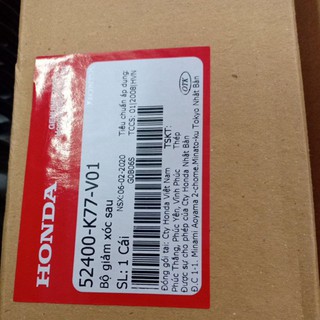 HONDA
52400-K77-V01
Bộ giảm xóc sau
SL: 1 Cái
NSX:06-02-2020
G0806S
Tiêu chuẩn áp dụng:
TCCS: 01|2008|HVN
TSKT:
Thép
OTK
Đóng gói tại: Cty Honda Việt Nam
Phúc Thắng, Phúc Yên, Vĩnh Phúc
Được sự cho phép của Cty Honda Nhật Bản
Đ.C 1-1: Minami Aoyama 2-chime.Minato-ku Tokyo Nhật Bản